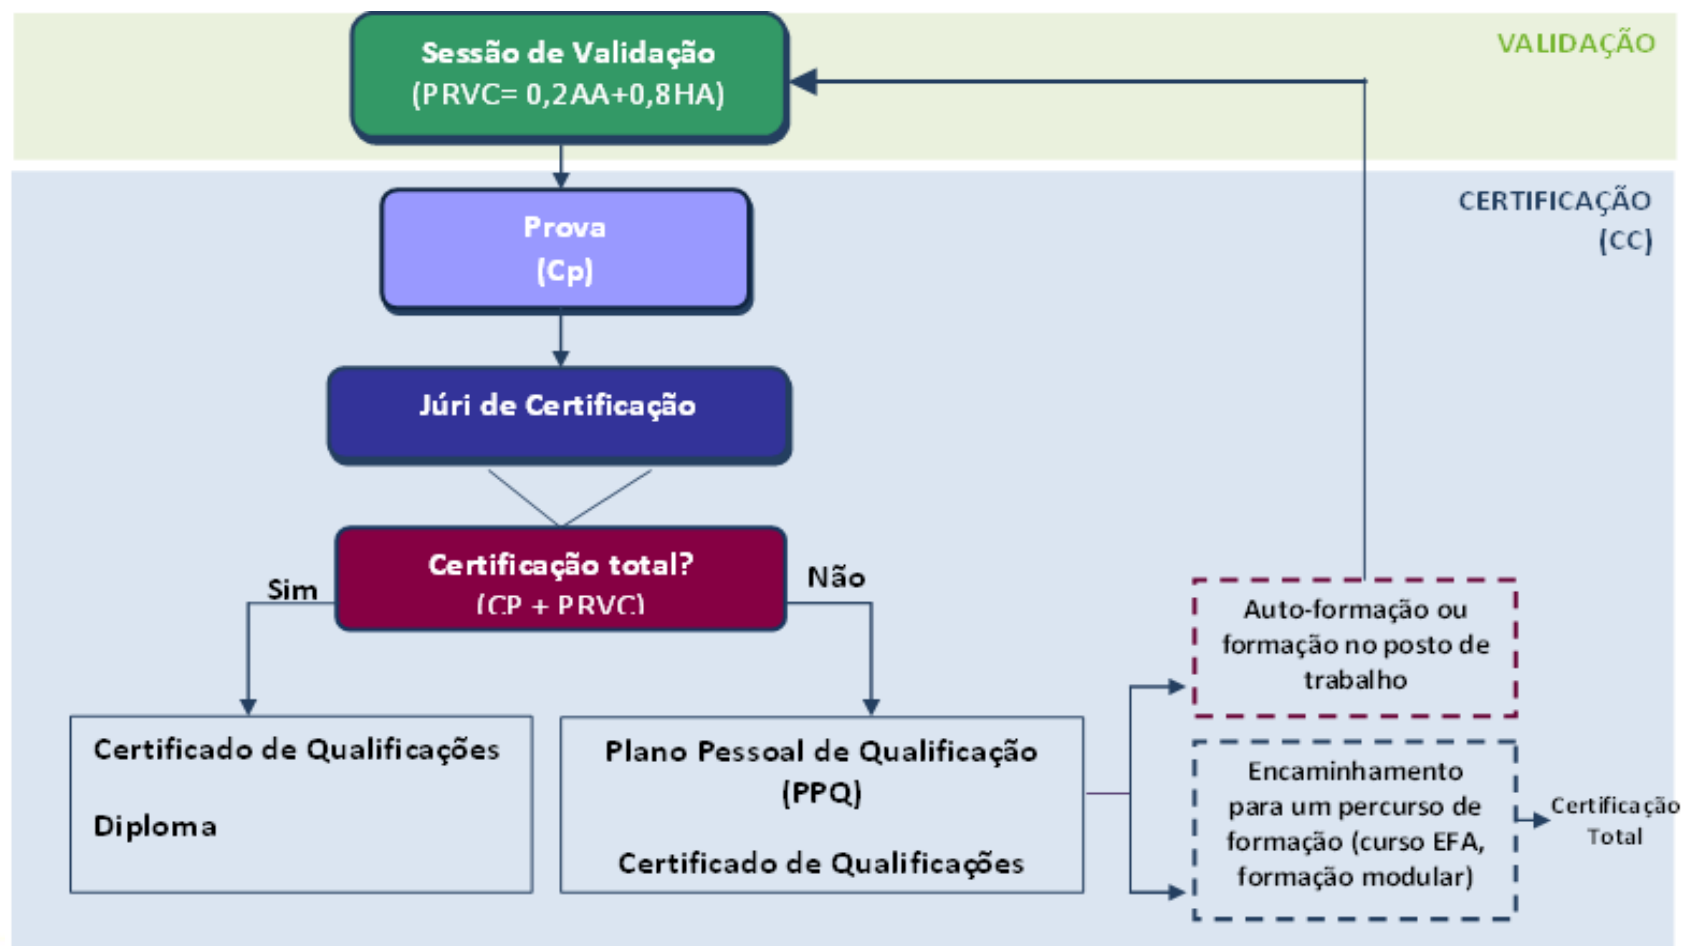 VALIDAÇÃO
Sessão de Validação
(PRVC= 0,2AA+0,8HA)
CERTIFICAÇÃO
(CC)
Prova
(Cp)
Júri de Certificação
Certificação total?
(CP + PRVC)
Sim
Não
Certificado de Qualificações
Diploma
Plano Pessoal de Qualificação
(PPQ)
Certificado de Qualificações
Auto-formação ou
formação no posto de
trabalho
Encaminhamento
para um percurso de
formação (curso EFA,
formação modular)
Certificação
Total